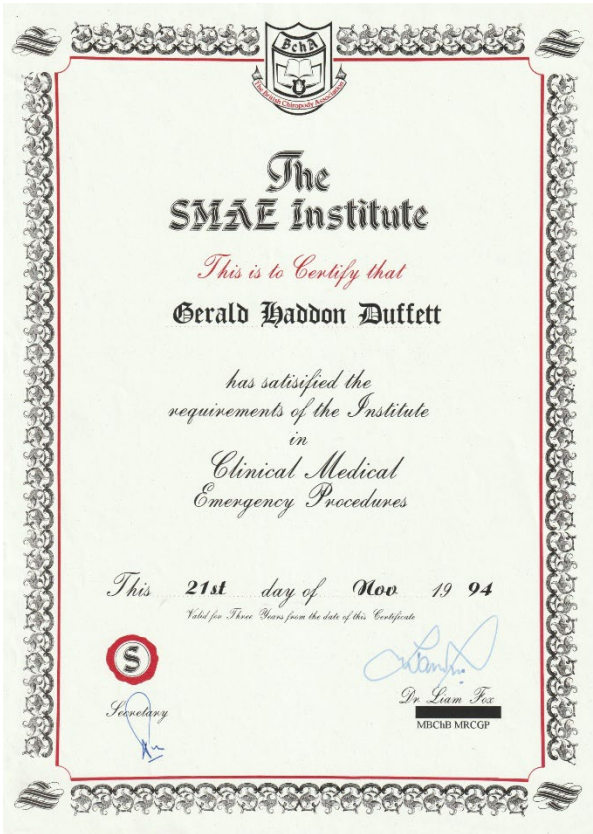 BchA
The British Chiropody Association
The
SMAE Institute
This is to Certify that
Gerald Haddon Duffett
has satisified the
requirements of the Institute
in
Clinical Medical
Emergency Procedures
This 21st day of Nov 19 94
Valid for Three Years from the date of this Certificate
S
Secretary
Dr Liam Fox
MBChB MRCGP